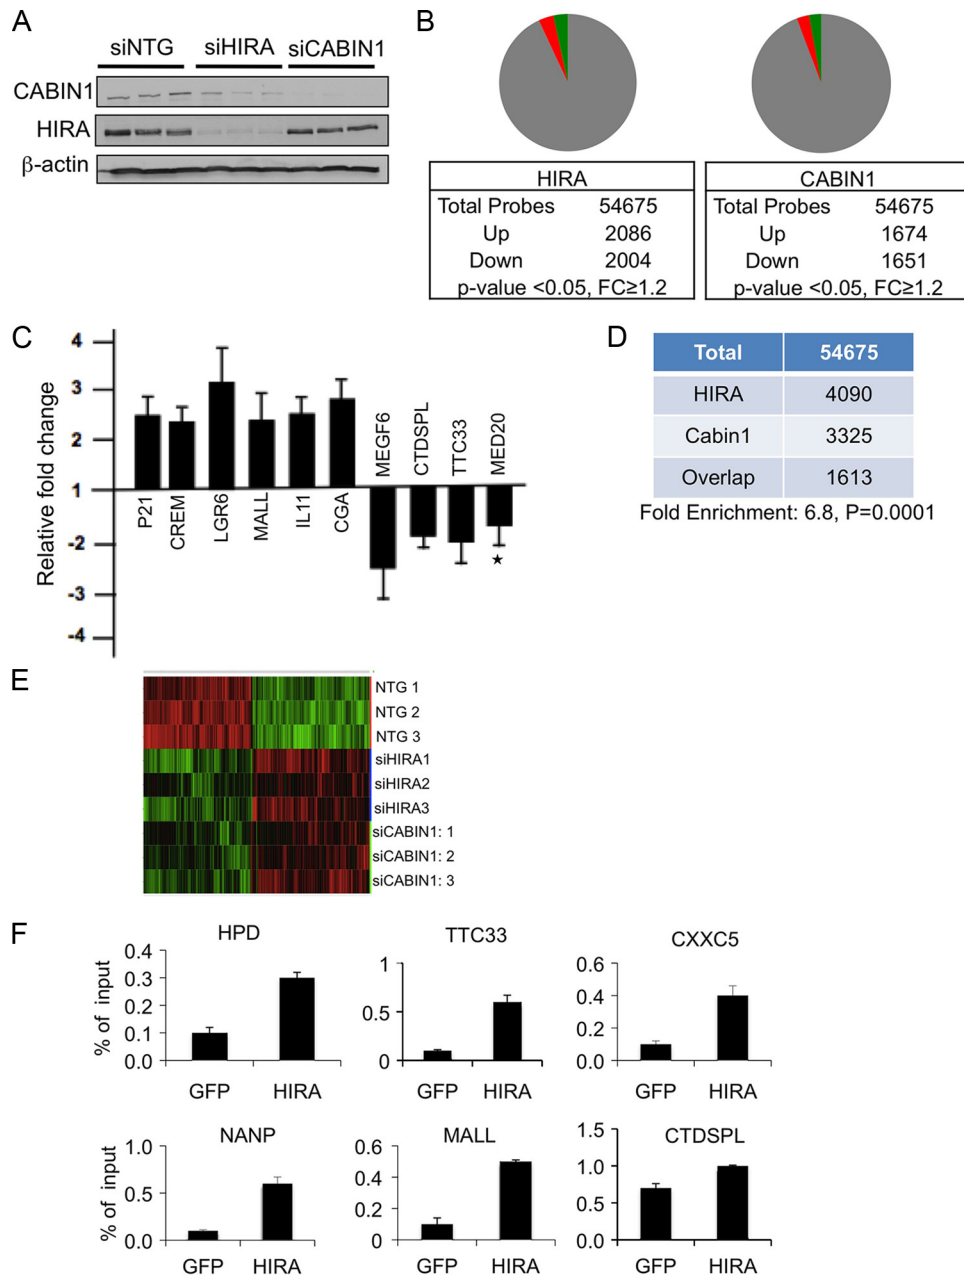 A
siNTG siHIRA siCABIN1
CABIN1
HIRA
β-actin
B
HIRA
Total Probes 54675
Up 2086
Down 2004
p-value <0.05, FC≥1.2
CABIN1
Total Probes 54675
Up 1674
Down 1651
p-value <0.05, FC≥1.2
C
Relative fold change
4
3
2
1
-2
-3
-4
P21
CREM
LGR6
MALL
IL11
CGA
MEGF6
CTDSPL
TTC33
MED20
★
D
Total 54675
HIRA 4090
Cabin1 3325
Overlap 1613
Fold Enrichment: 6.8, P=0.0001
E
NTG 1
NTG 2
NTG 3
siHIRA1
siHIRA2
siHIRA3
siCABIN1: 1
siCABIN1: 2
siCABIN1: 3
F
HPD
% of input
0.4
0.3
0.2
0.1
0.0
GFP HIRA
TTC33
1
0.5
0
GFP HIRA
CXXC5
0.6
0.4
0.2
0.0
GFP HIRA
NANP
% of input
1.0
0.5
0.0
GFP HIRA
MALL
0.6
0.4
0.2
0
GFP HIRA
CTDSPL
1.5
1.0
0.5
0.0
GFP HIRA